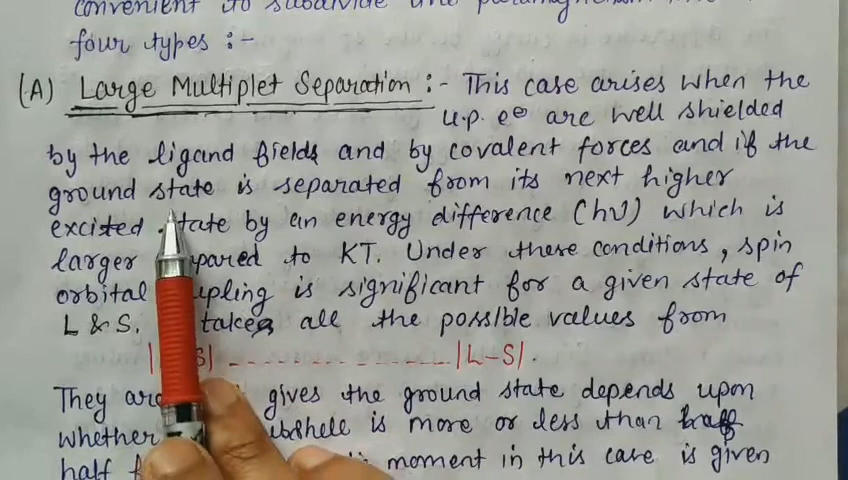 convenient to subdivide the
four types :-
(A) Large Multiplet Separation :- This case arises when the
u.p. e⊖ are well shielded
by the ligand fields and by covalent forces and if the
ground state is separated from its next higher
excited state by an energy difference (hν) which is
larger to KT. Under these conditions, spin
orbital is significant for a given state of
L & S. takes all the possible values from
S| ------------- |L-S|.
They gives the ground state depends upon
whether is more or less than
half moment in this case is given